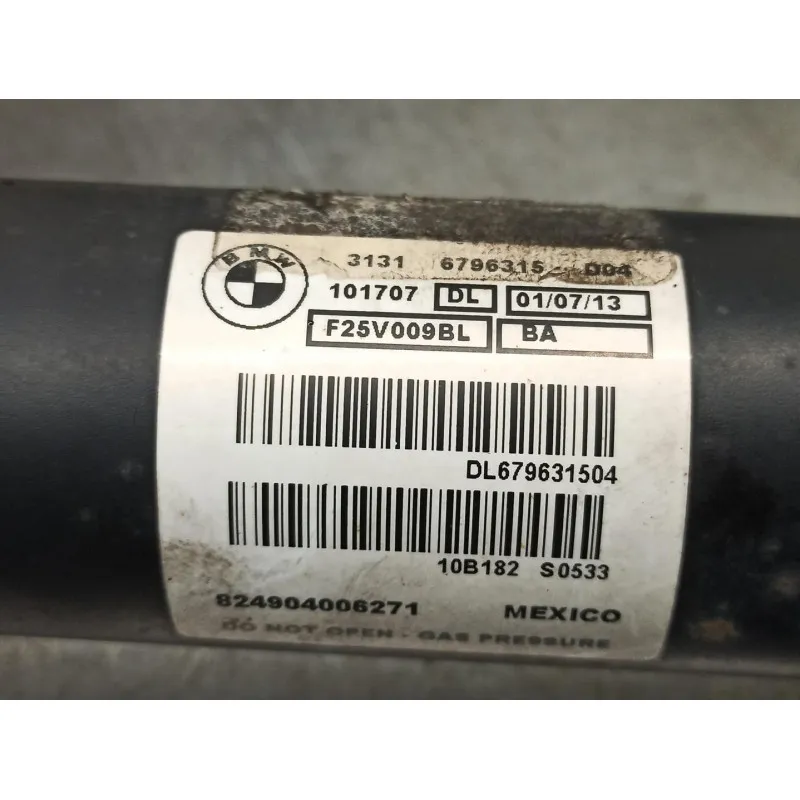 BMW
3131 6796315 D04
101707 DL 01/07/13
F25V009BL BA
DL679631504
10B182 S0533
824904006271 MEXICO
DO NOT OPEN - GAS PRESSURE